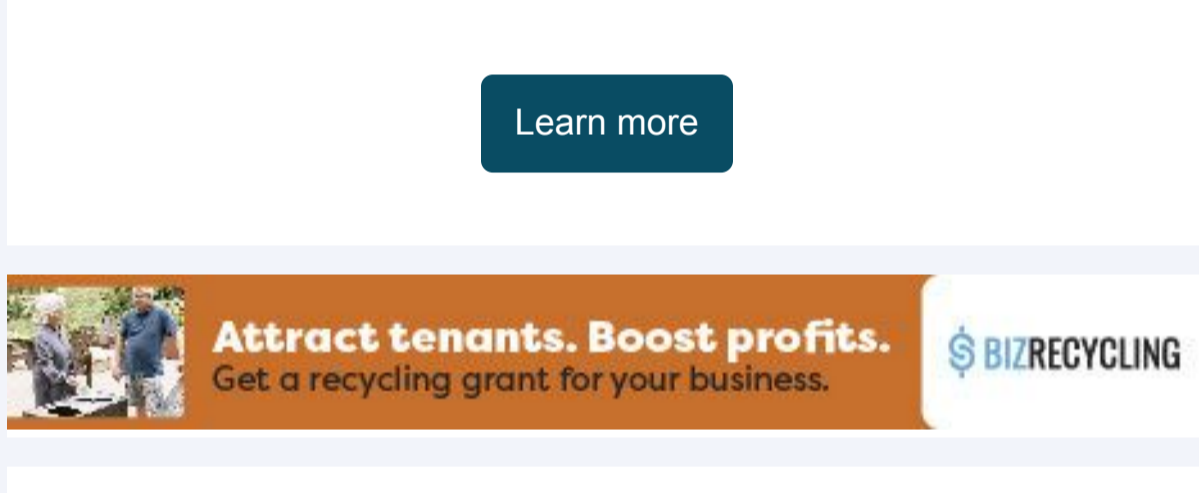 Learn more
Attract tenants. Boost profits.
Get a recycling grant for your business.
$ BIZRECYCLING